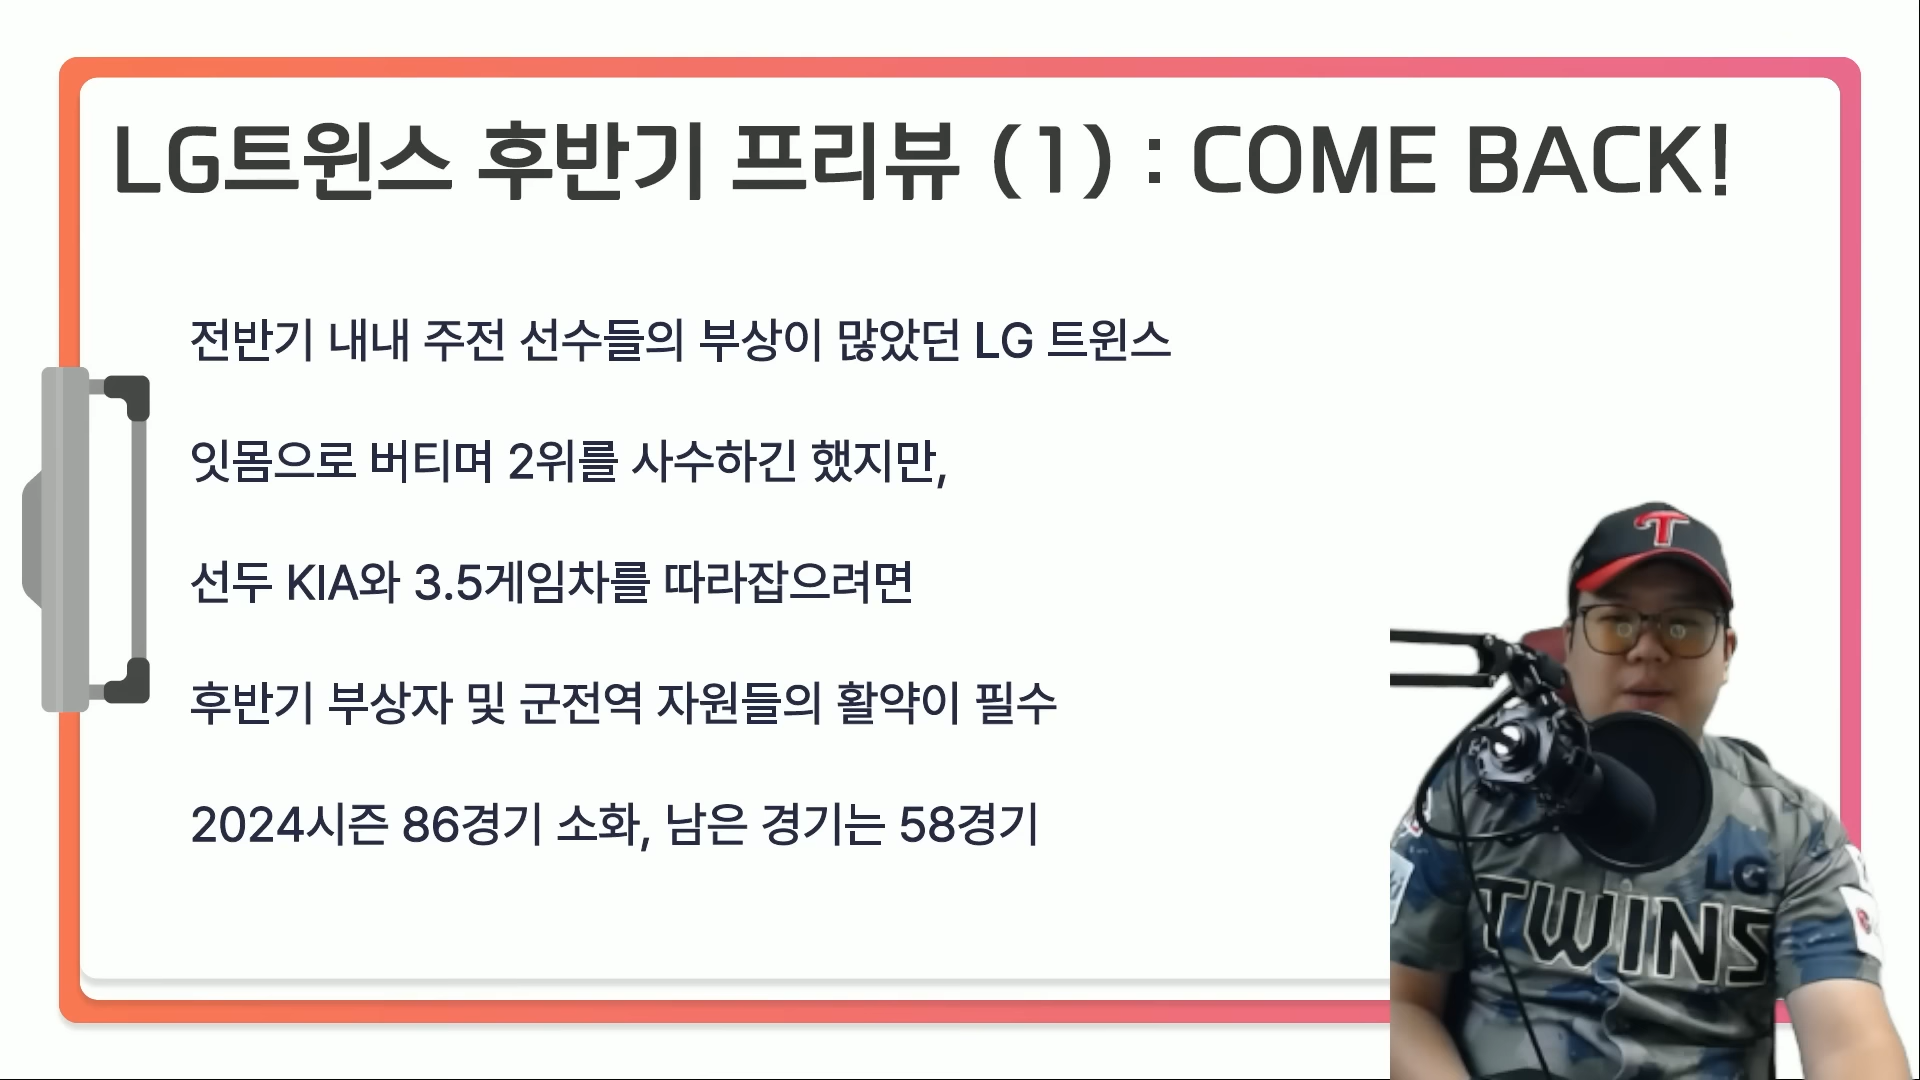 LG트윈스 후반기 프리뷰 (1) : COME BACK!
전반기 내내 주전 선수들의 부상이 많았던 LG 트윈스
잇몸으로 버티며 2위를 사수하긴 했지만,
선두 KIA와 3.5게임차를 따라잡으려면
후반기 부상자 및 군전역 자원들의 활약이 필수
2024시즌 86경기 소화, 남은 경기는 58경기
T
LG
TWINS